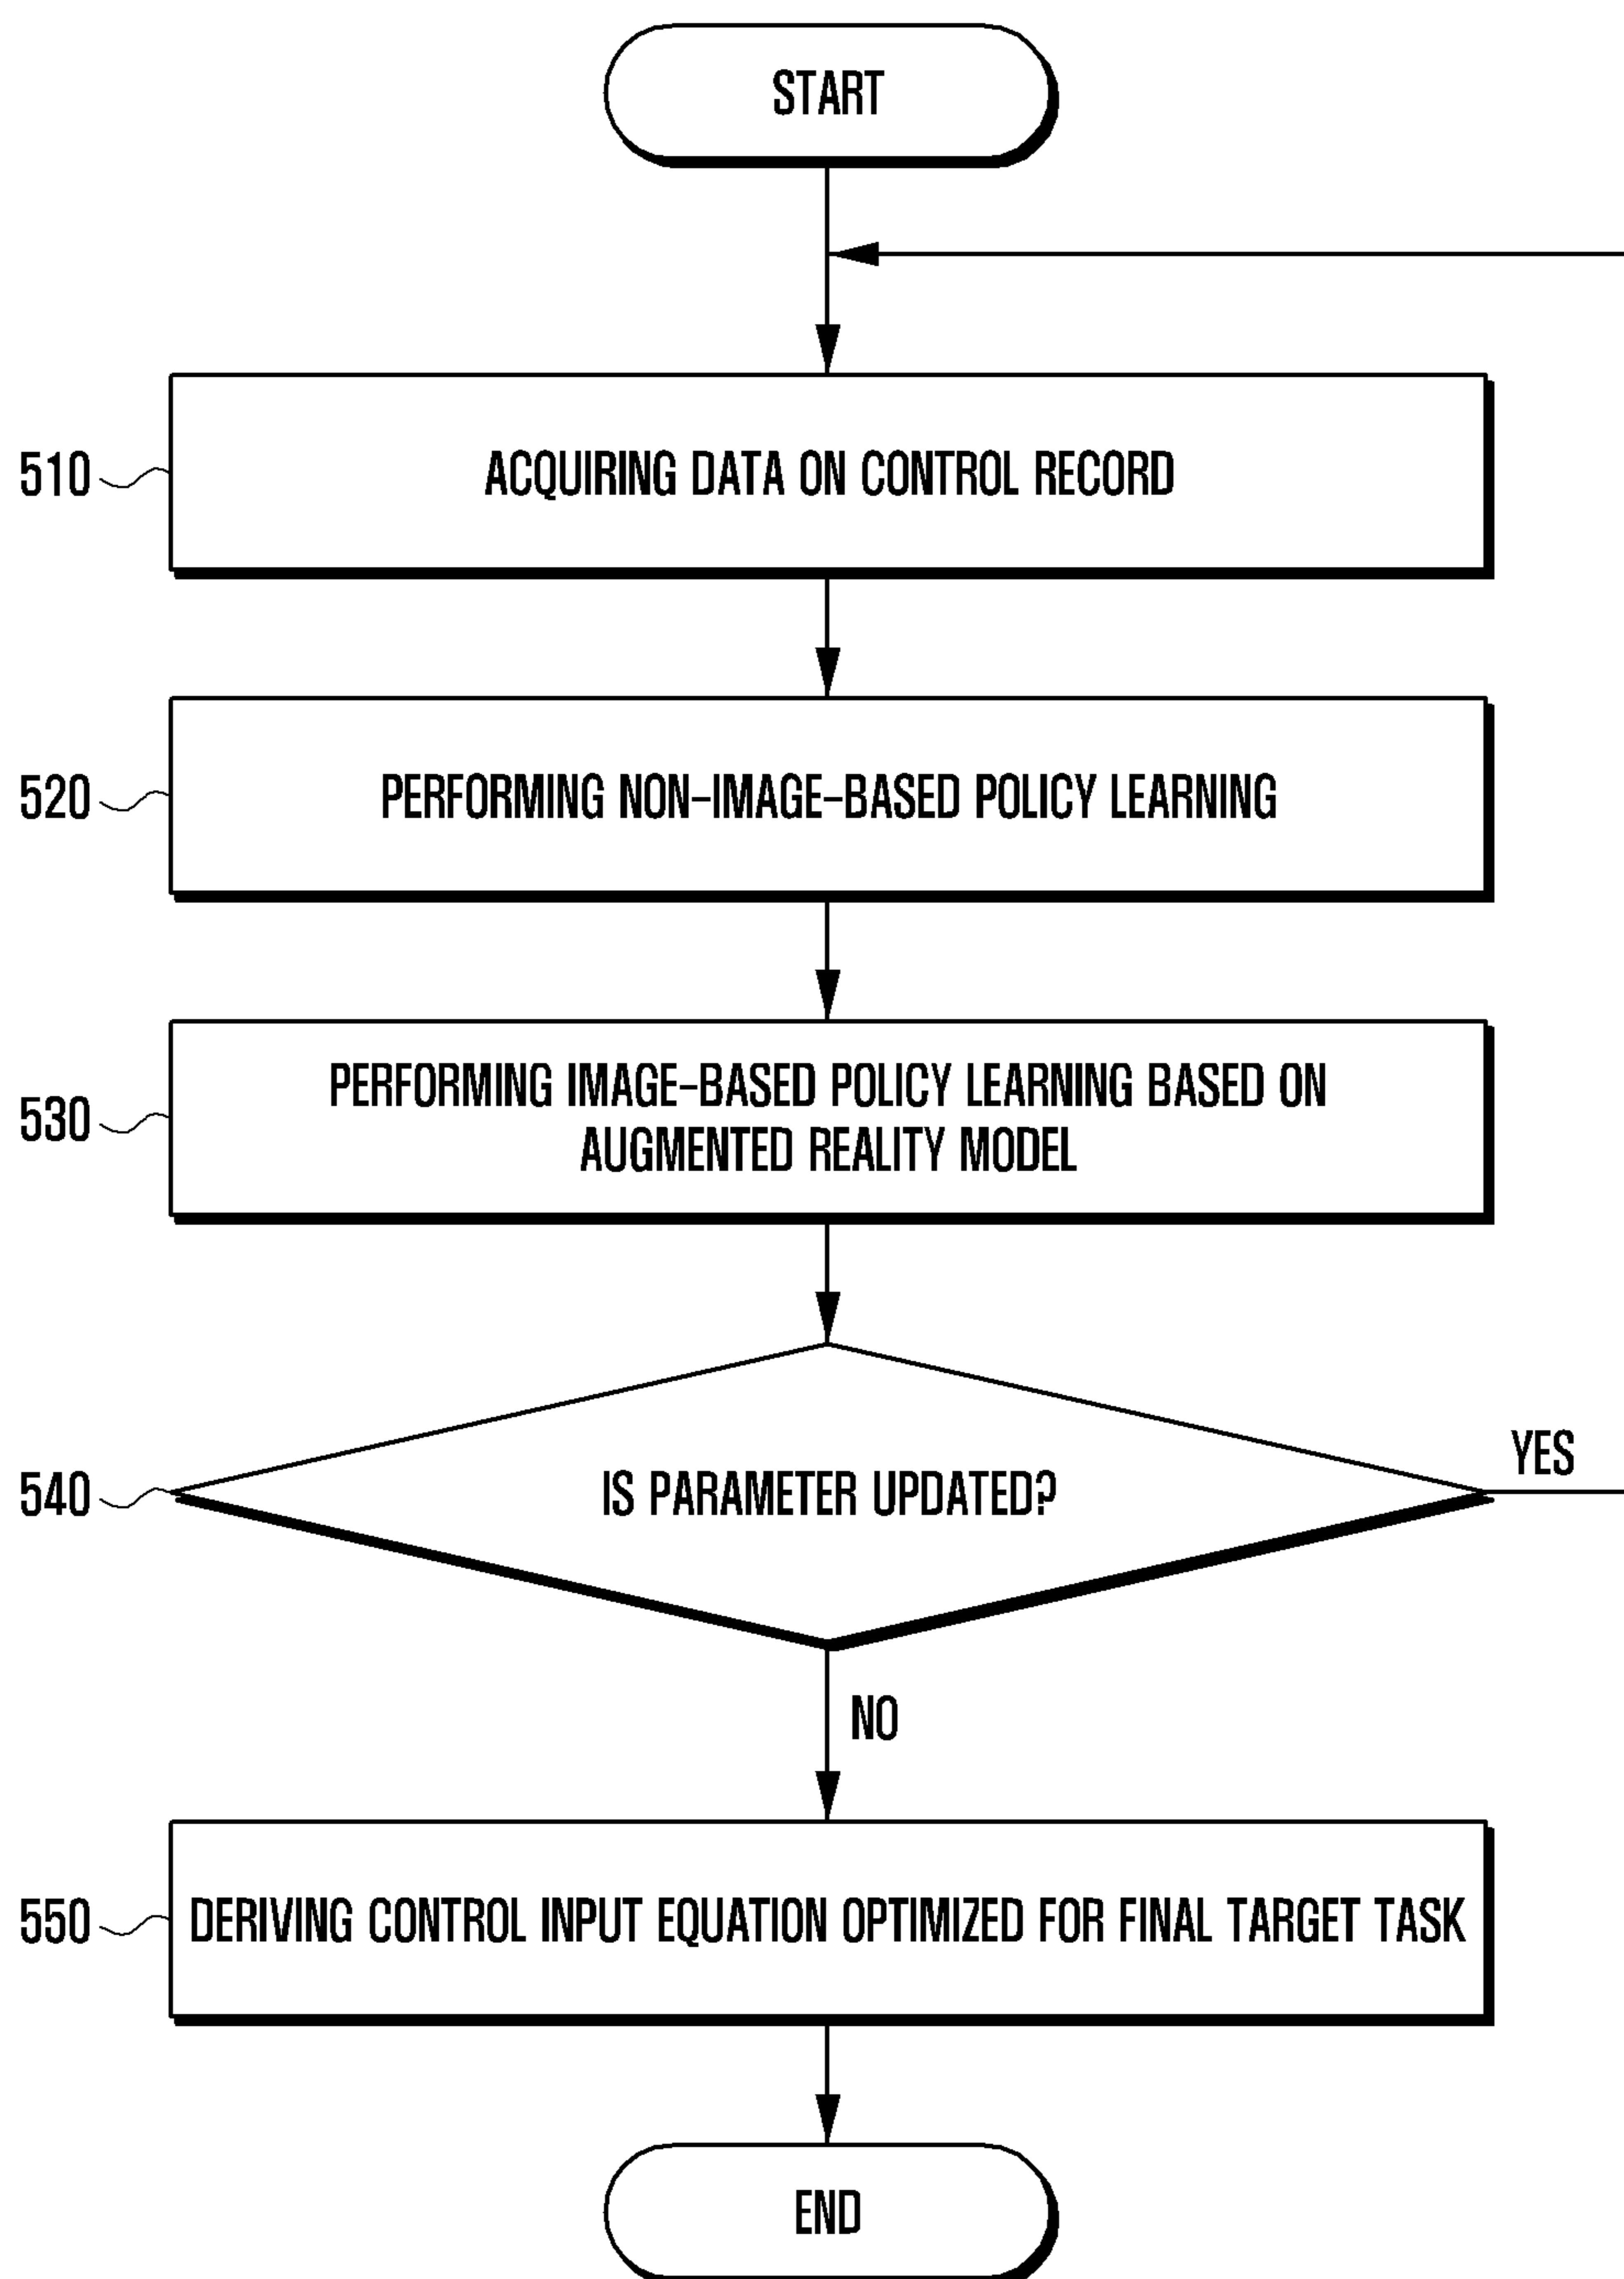 START
510
ACQUIRING DATA ON CONTROL RECORD
520
PERFORMING NON–IMAGE–BASED POLICY LEARNING
530
PERFORMING IMAGE–BASED POLICY LEARNING BASED ON
AUGMENTED REALITY MODEL
540
IS PARAMETER UPDATED?
YES
NO
550
DERIVING CONTROL INPUT EQUATION OPTIMIZED FOR FINAL TARGET TASK
END